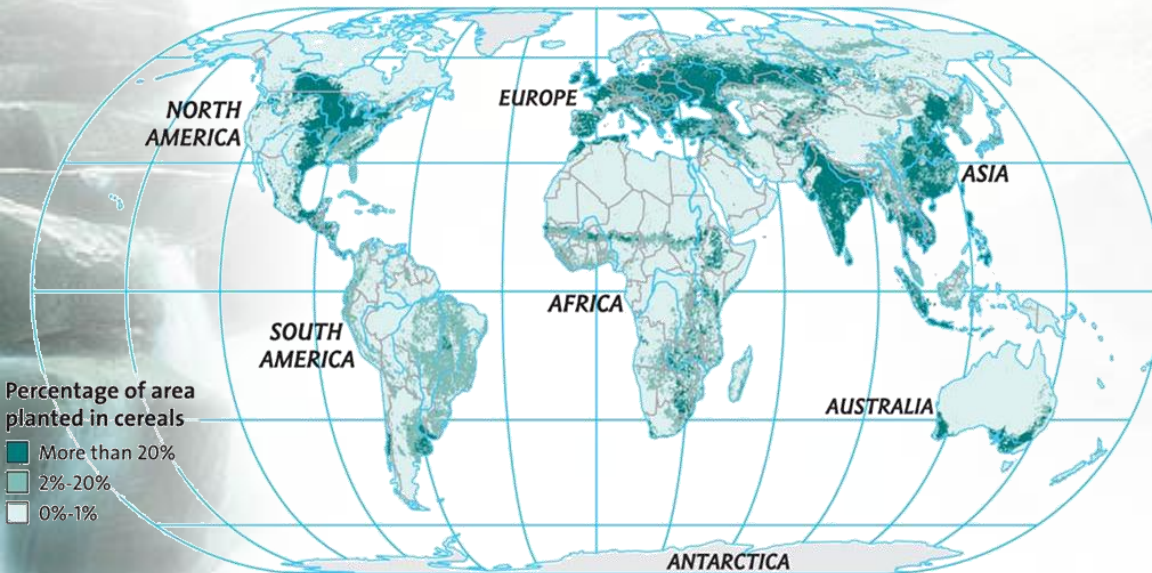 NORTH
AMERICA
EUROPE
ASIA
AFRICA
SOUTH
AMERICA
AUSTRALIA
ANTARCTICA
Percentage of area
planted in cereals
More than 20%
2%-20%
0%-1%